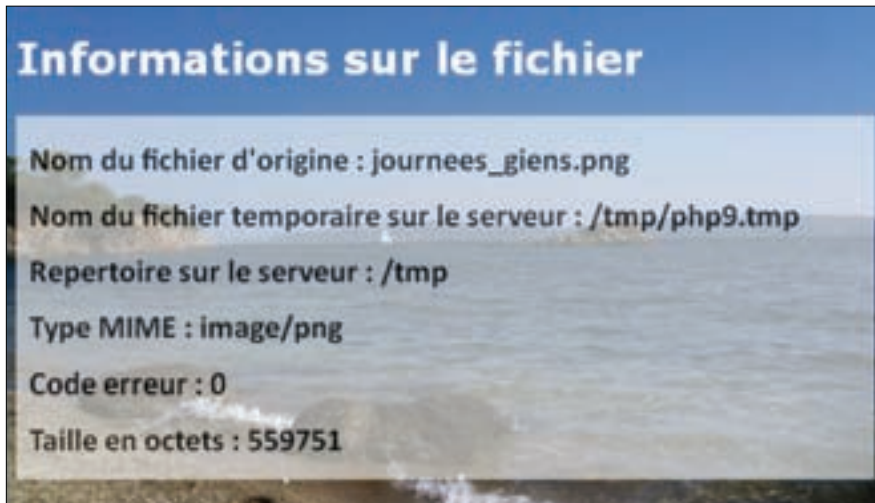 Informations sur le fichier
Nom du fichier d'origine : journees_giens.png
Nom du fichier temporaire sur le serveur : /tmp/php9.tmp
Repertoire sur le serveur : /tmp
Type MIME : image/png
Code erreur : 0
Taille en octets : 559751